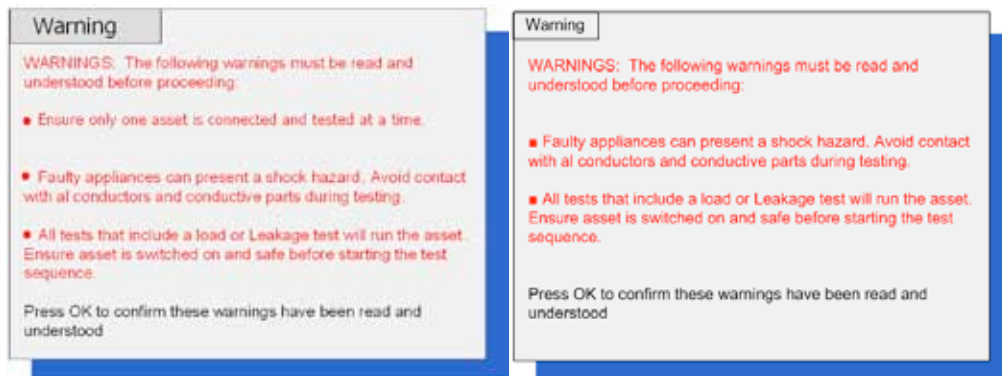 Warning
WARNINGS: The following warnings must be read and
understood before proceeding:
■ Ensure only one asset is connected and tested at a time.
■ Faulty appliances can present a shock hazard. Avoid contact
with al conductors and conductive parts during testing.
■ All tests that include a load or Leakage test will run the asset.
Ensure asset is switched on and safe before starting the test
sequence.
Press OK to confirm these warnings have been read and
understood
Warning
WARNINGS: The following warnings must be read and
understood before proceeding:
■ Faulty appliances can present a shock hazard. Avoid contact
with al conductors and conductive parts during testing.
■ All tests that include a load or Leakage test will run the asset.
Ensure asset is switched on and safe before starting the test
sequence.
Press OK to confirm these warnings have been read and
understood